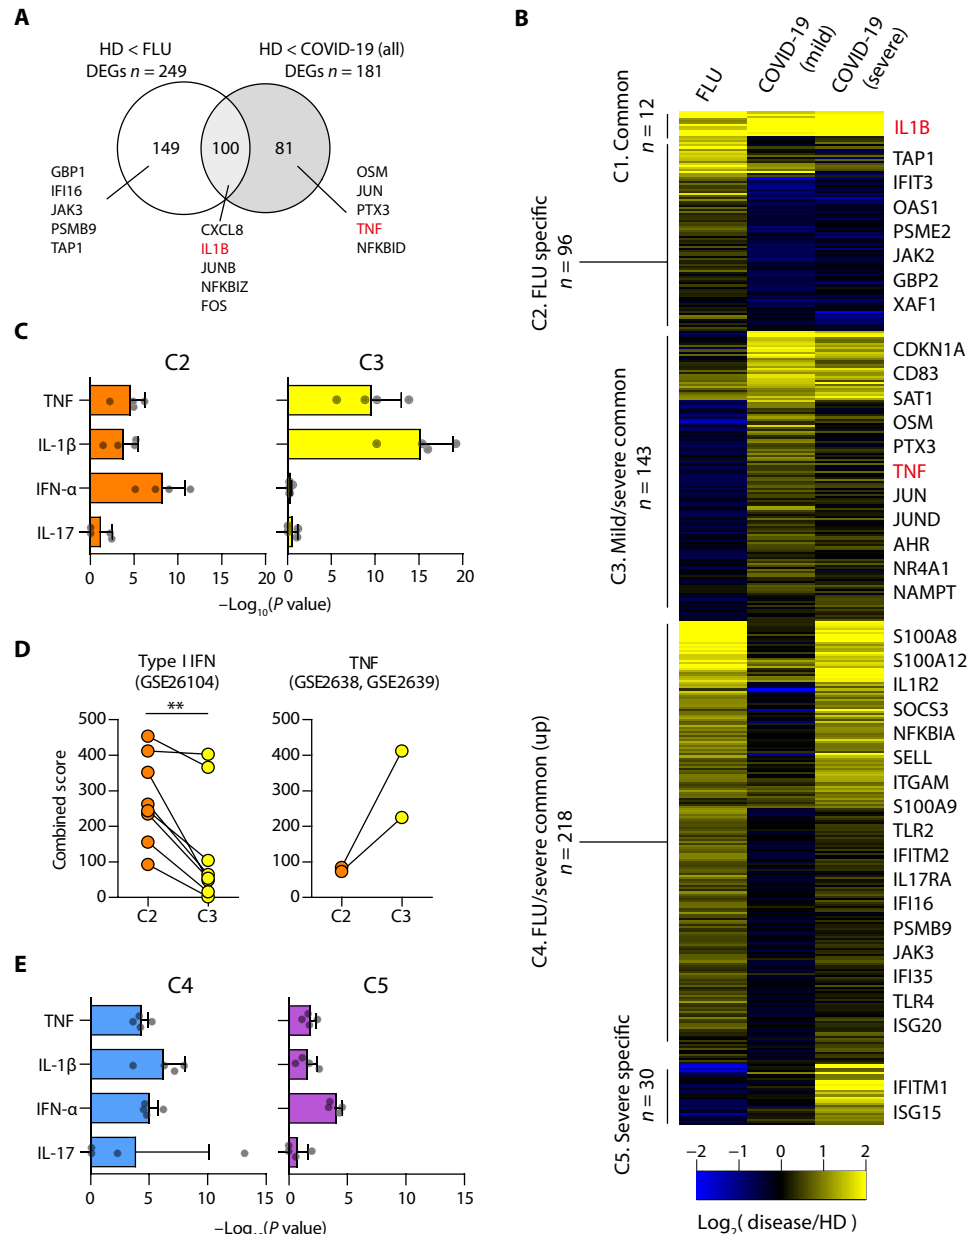 A
HD < FLU
DEGs n = 249
HD < COVID-19 (all)
DEGs n = 181
149
100
81
GBP1
IFI16
JAK3
PSMB9
TAP1
CXCL8
IL1B
JUNB
NFKBIZ
FOS
OSM
JUN
PTX3
TNF
NFKBID
B
FLU
COVID-19
(mild)
COVID-19
(severe)
C1. Common
n = 12
C2. FLU specific
n = 96
C3. Mild/severe common
n = 143
C4. FLU/severe common (up)
n = 218
C5. Severe specific
n = 30
IL1B
TAP1
IFIT3
OAS1
PSME2
JAK2
GBP2
XAF1
CDKN1A
CD83
SAT1
OSM
PTX3
TNF
JUN
JUND
AHR
NR4A1
NAMPT
S100A8
S100A12
IL1R2
SOCS3
NFKBIA
SELL
ITGAM
S100A9
TLR2
IFITM2
IL17RA
IFI16
PSMB9
JAK3
IFI35
TLR4
ISG20
IFITM1
ISG15
−2 −1 0 1 2
Log2( disease/HD )
C
C2
C3
TNF
IL-1β
IFN-α
IL-17
0 5 10 15 20
0 5 10 15 20
−Log10(P value)
D
Type I IFN
(GSE26104)
TNF
(GSE2638, GSE2639)
**
Combined score
500
400
300
200
100
0
C2 C3
500
400
300
200
100
0
C2 C3
E
C4
C5
TNF
IL-1β
IFN-α
IL-17
0 5 10 15
0 5 10 15
(P value)